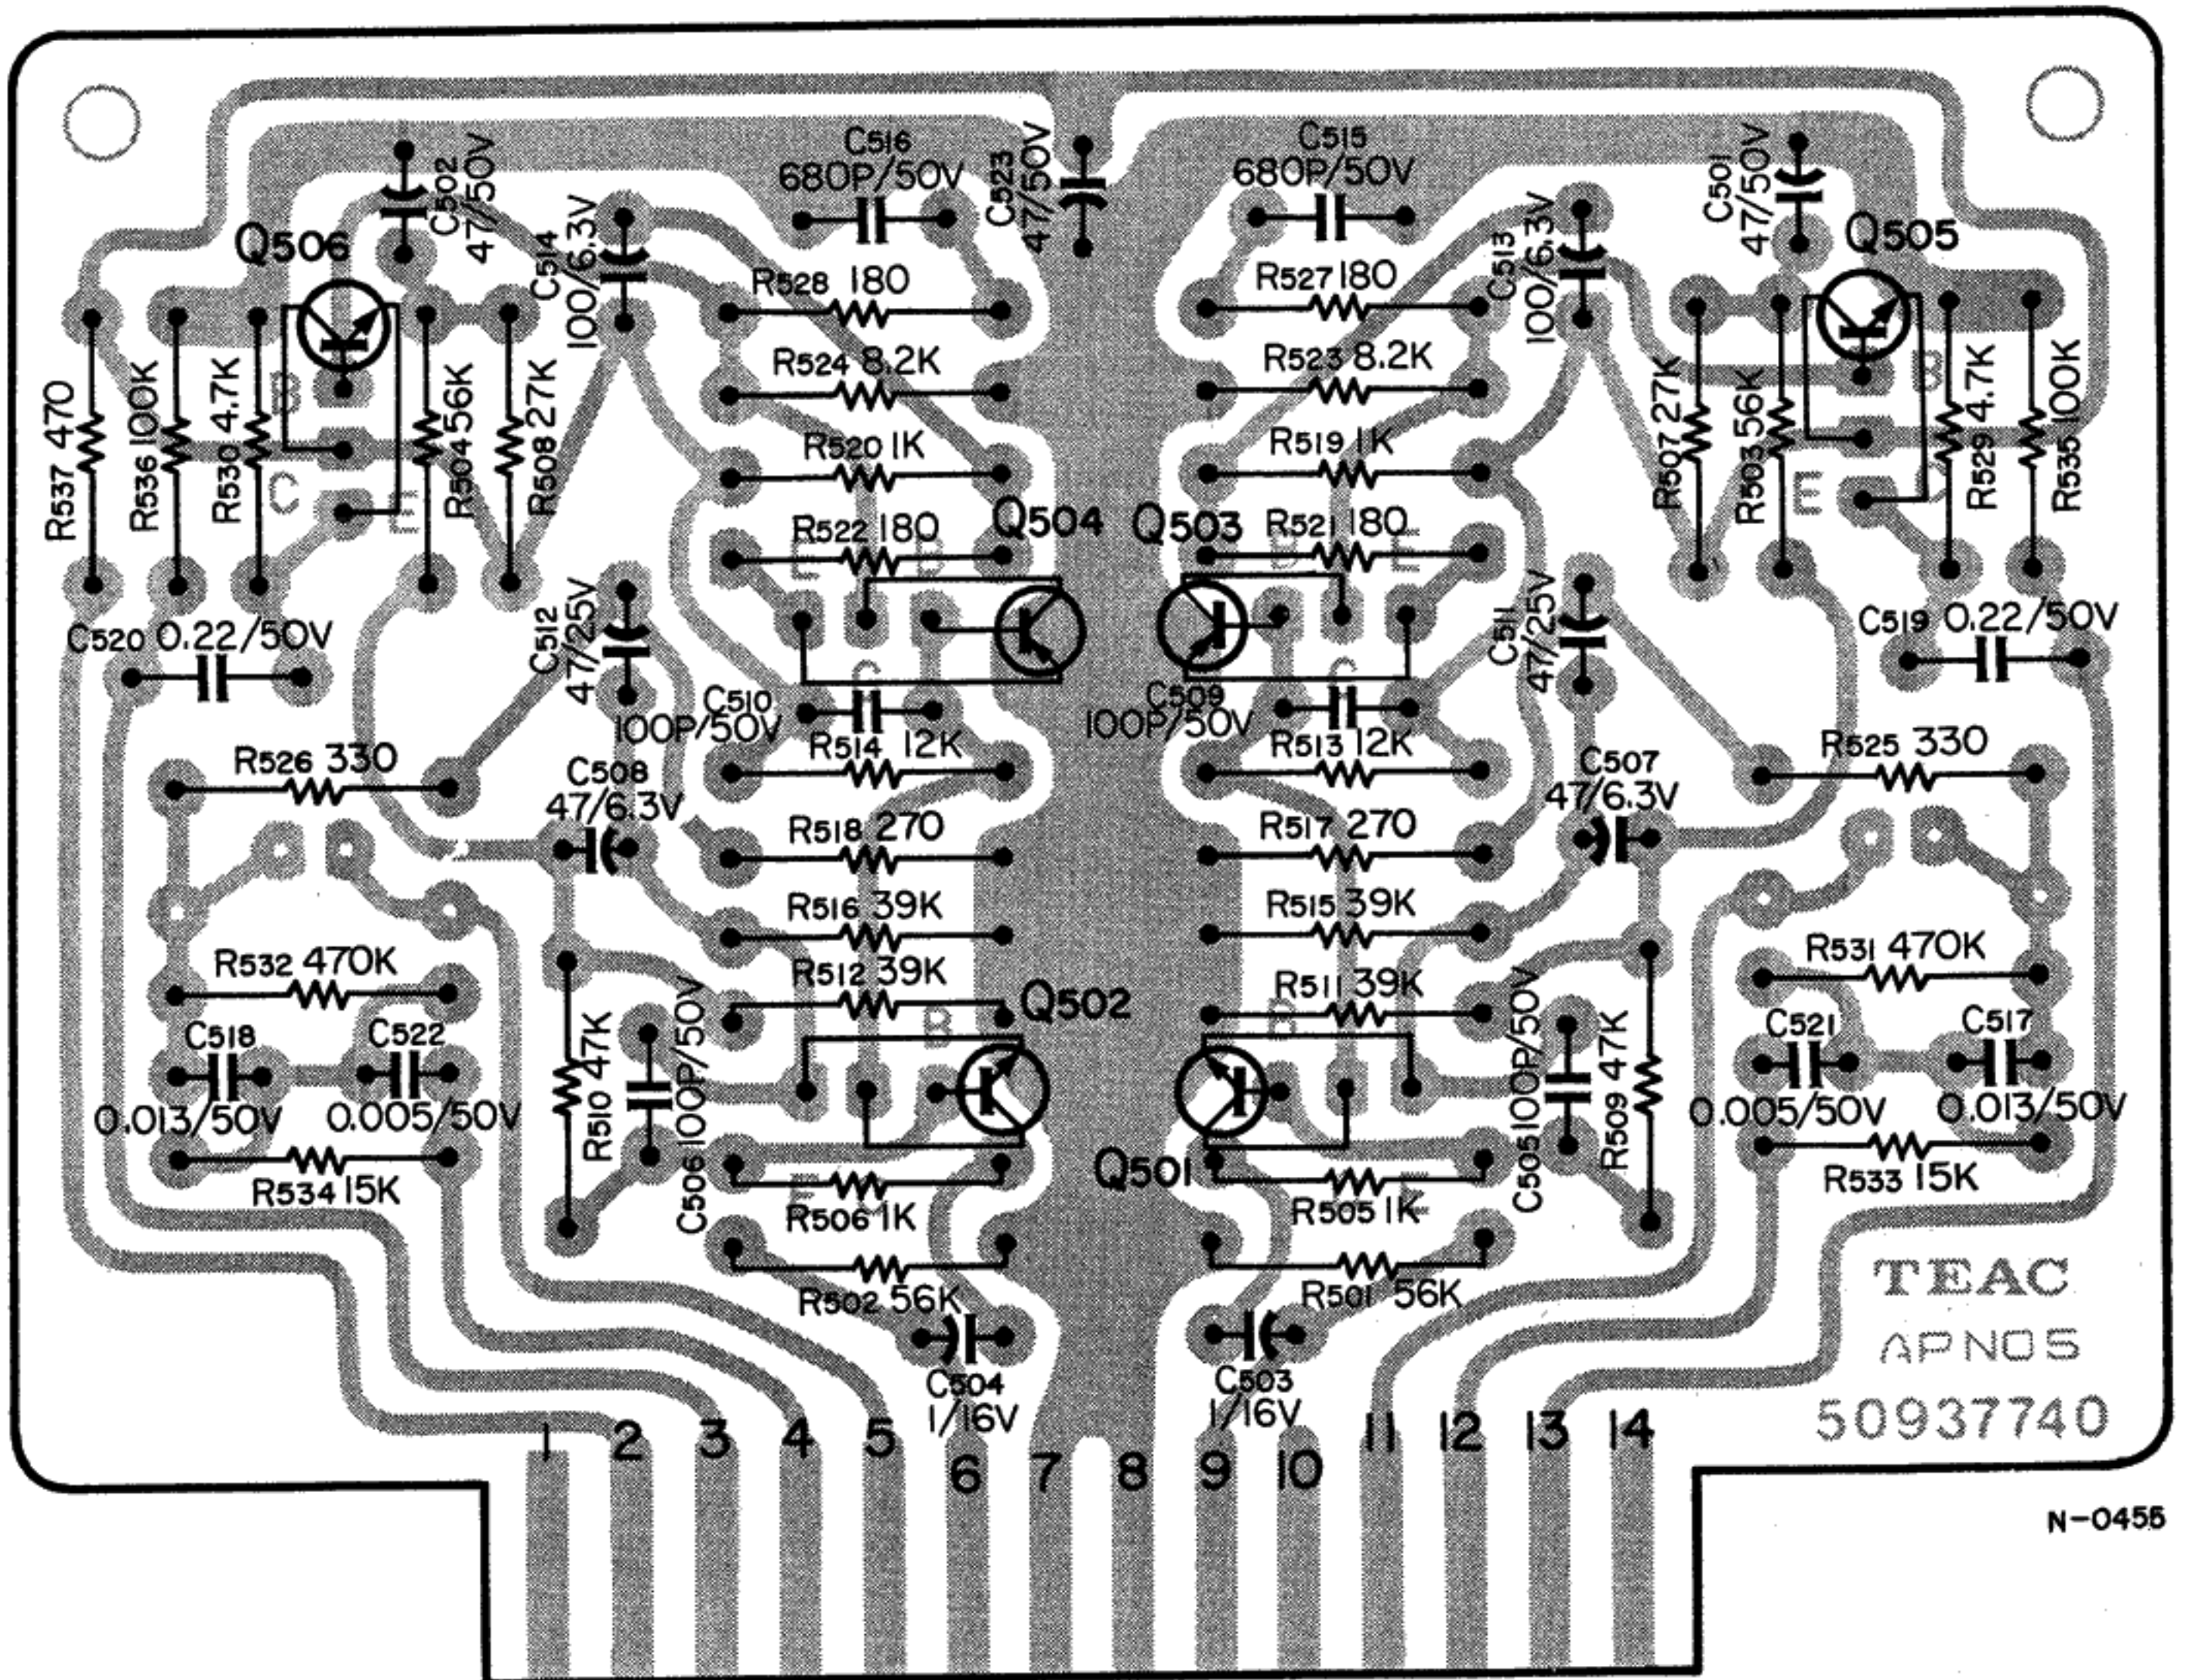 C516
680P/50V
C515
680P/50V
C502
47/50V
C523
47/50V
C501
47/50V
Q506
C514
100/6.3V
R528 180
R527 180
C513
100/6.3V
Q505
R524 8.2K
R523 8.2K
R537 470
R536 100K
R530 4.7K
B
C
E
R504 56K
R508 27K
R520 1K
R519 1K
R507 27K
R503 56K
B
E
C
R529 4.7K
R535 100K
R522 180
Q504
Q503
R521 180
E
B
B
E
C520 0.22/50V
C512
47/25V
C511
47/25V
C519 0.22/50V
C
C
C510
100P/50V
C509
100P/50V
R514 12K
R513 12K
R526 330
C508
47/6.3V
C507
47/6.3V
R525 330
R518 270
R517 270
R516 39K
R515 39K
R532 470K
R512 39K
R511 39K
R531 470K
B
Q502
B
C518
0.013/50V
C522
0.005/50V
R510 47K
C506 100P/50V
C505 100P/50V
R509 47K
C521
0.005/50V
C517
0.013/50V
Q501
R534 15K
E
C
R506 1K
R505 1K
E
R533 15K
R502 56K
R501 56K
TEAC
APNO5
50937740
C504
1/16V
C503
1/16V
1 2 3 4 5 6 7 8 9 10 11 12 13 14
N-0455